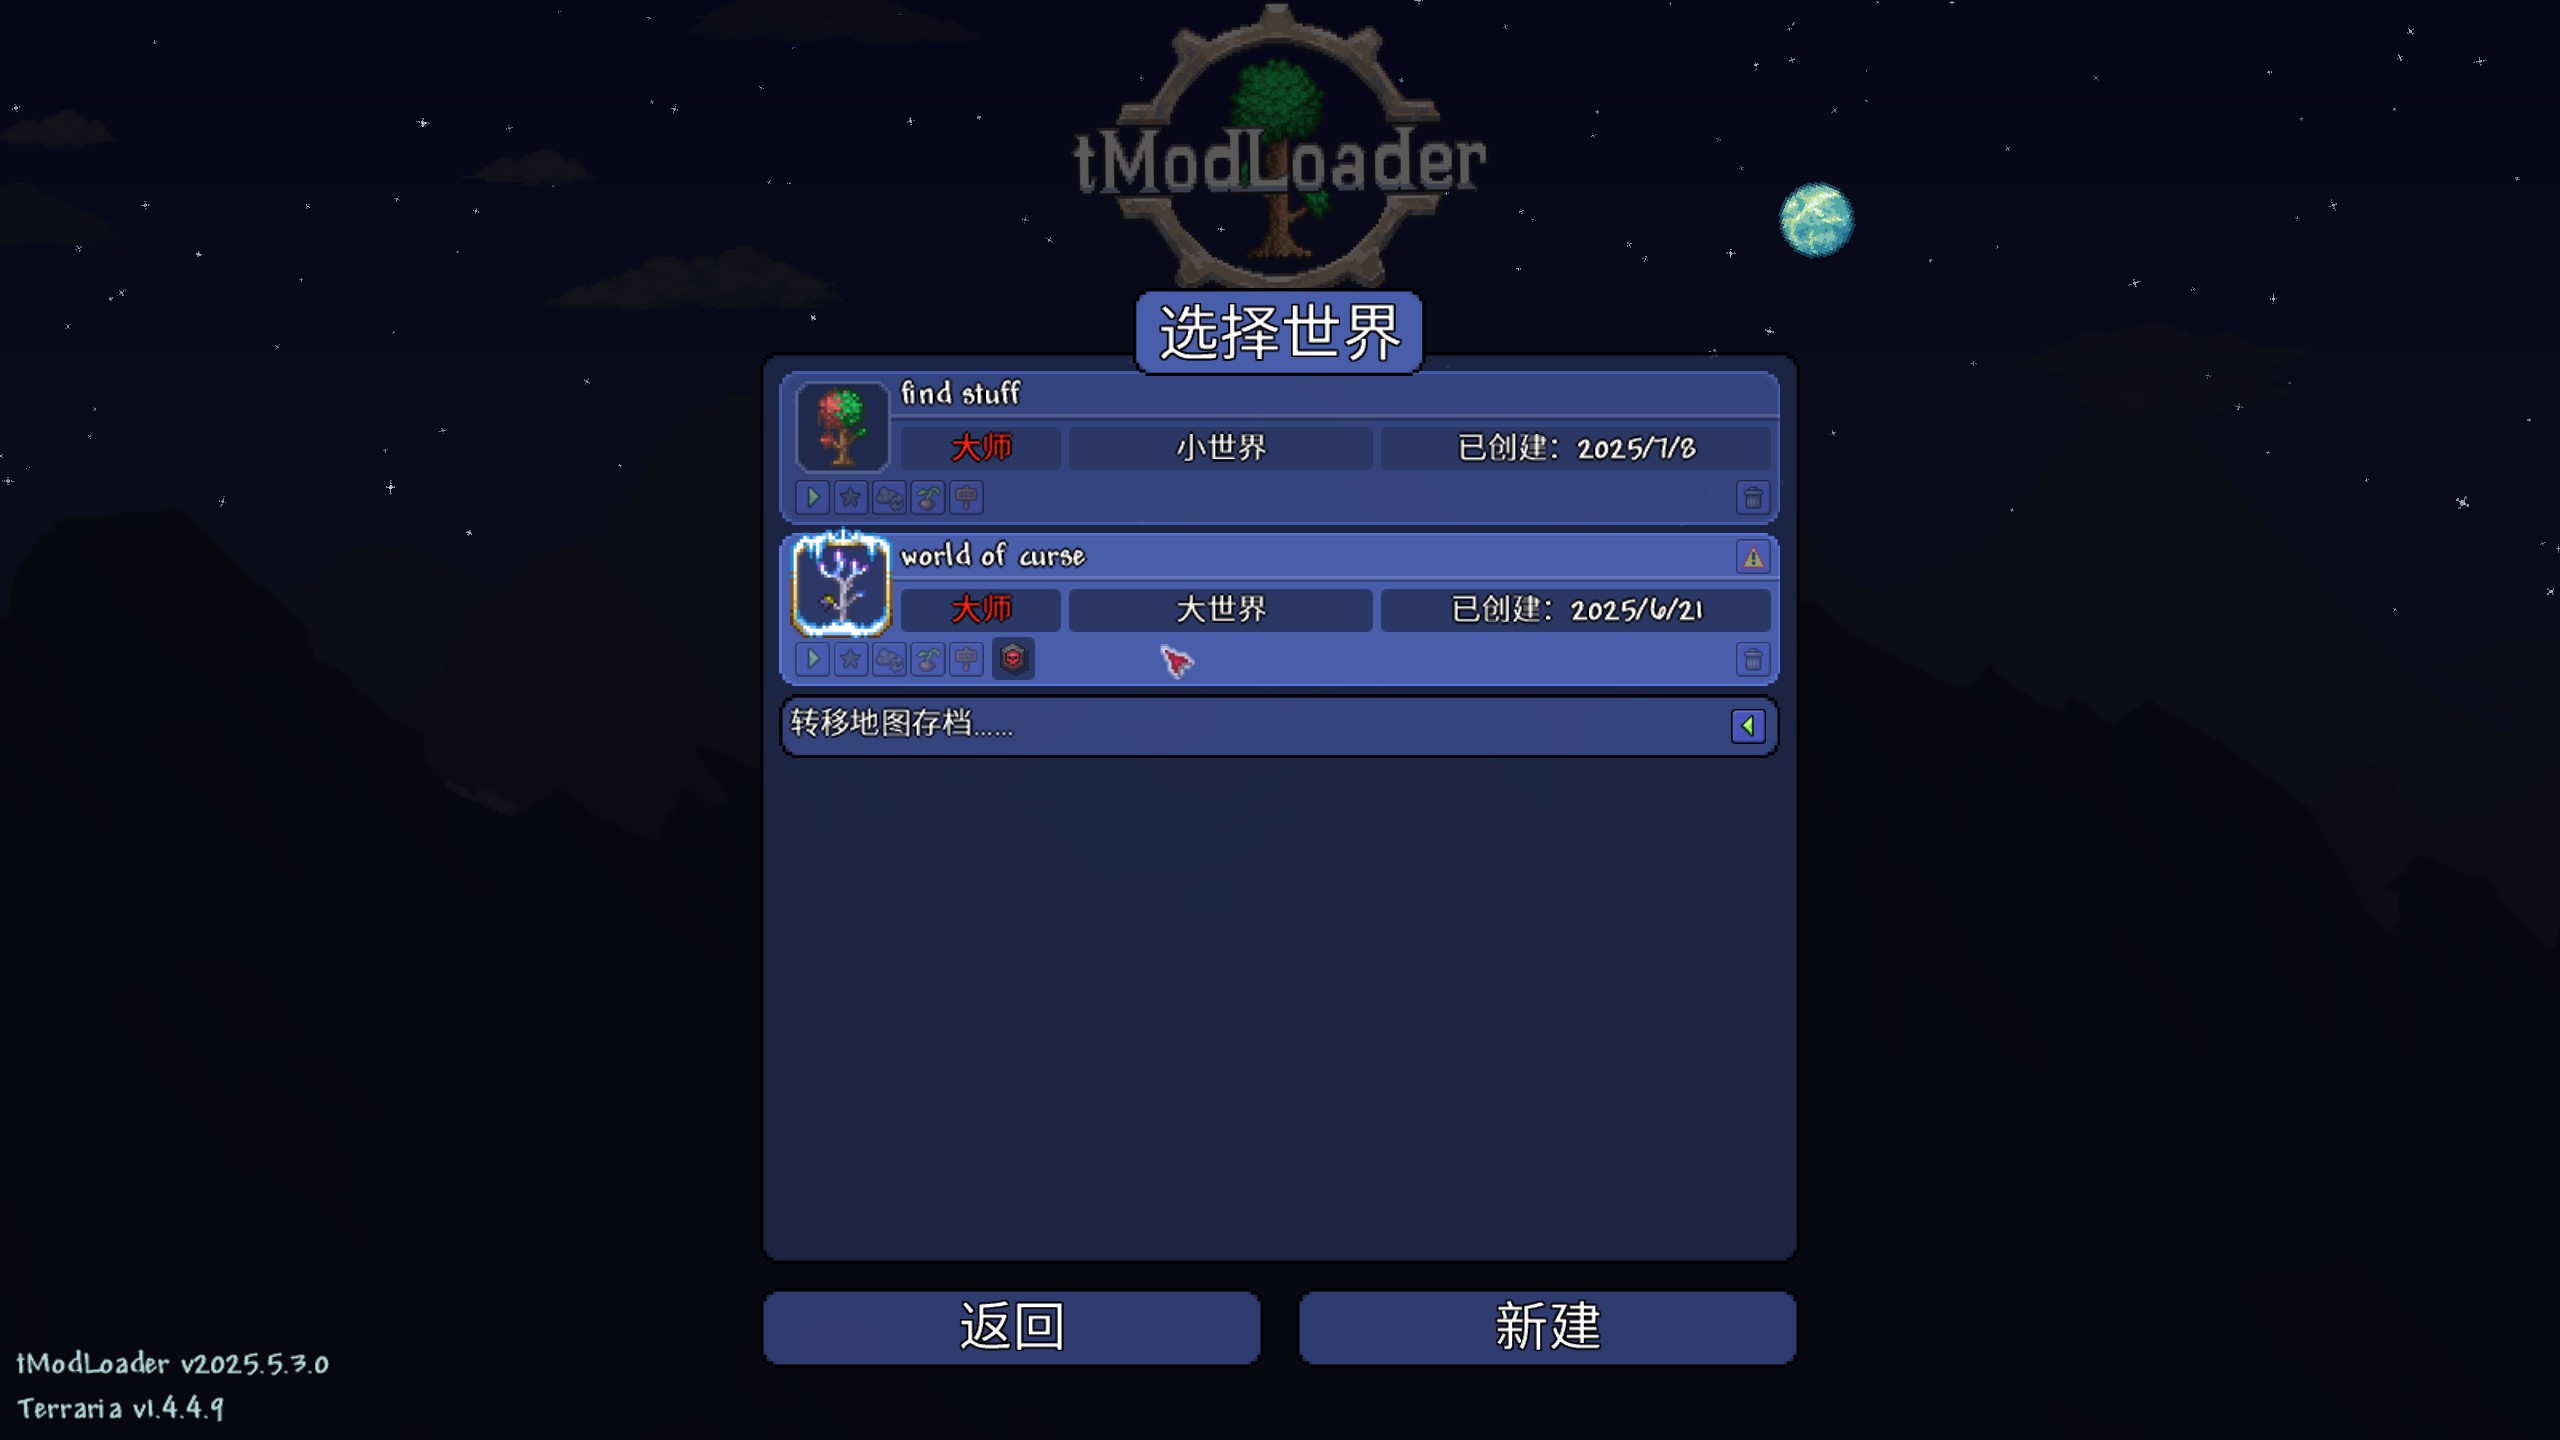 tModLoader
选择世界
find stuff
大师 小世界 已创建：2025/7/8
world of curse
大师 大世界 已创建：2025/6/21
转移地图存档……
返回 新建
tModLoader v2025.5.3.0
Terraria v1.4.4.9